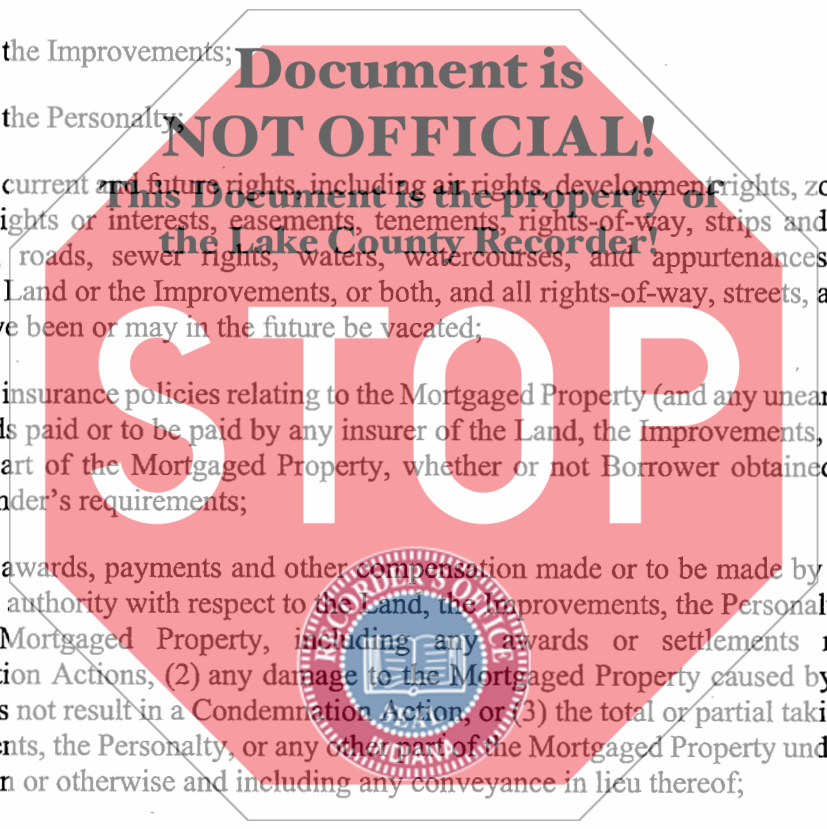 the Improvements;
Document is
the Personalty;
NOT OFFICIAL!
current and future rights, including air rights, development rights,
This Document is the property of
rights or interests, easements, tenements, rights-of-way, strips and
the Lake County Recorder!
roads, sewer rights, waters, watercourses, and appurtenances
Land or the Improvements, or both, and all rights-of-way, streets,
been or may in the future be vacated;
STOP
insurance policies relating to the Mortgaged Property (and any
paid or to be paid by any insurer of the Land, the Improvements,
art of the Mortgaged Property, whether or not Borrower obtained
nder's requirements;
awards, payments and other compensation made or to be made by
authority with respect to the Land, the Improvements, the Personal
Mortgaged Property, including any awards or settlements
tion Actions, (2) any damage to the Mortgaged Property caused by
s not result in a Condemnation Action, or (3) the total or partial taki
nts, the Personalty, or any other part of the Mortgaged Property und
n or otherwise and including any conveyance in lieu thereof;
RECORDER'S OFFICE